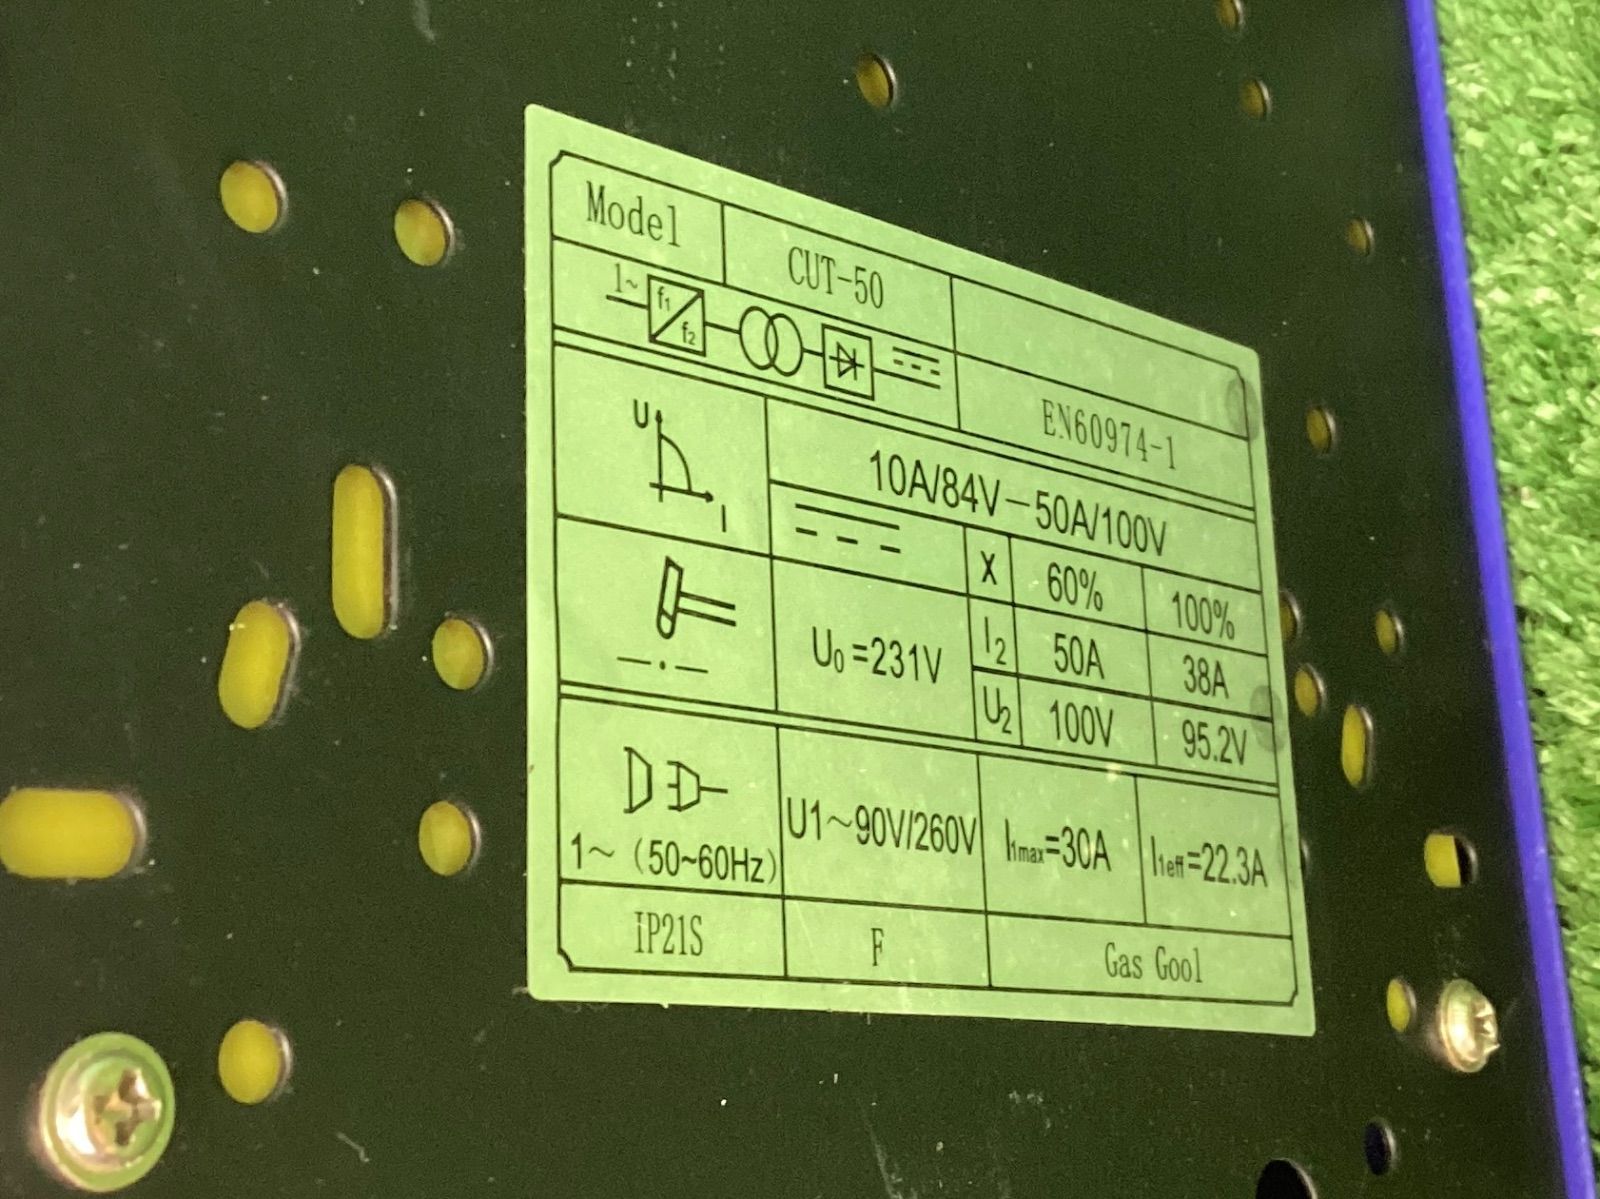 Model CUT-50
1~ f1 f2
EN60974-1
U
I
10A/84V—50A/100V
X 60% 100%
U0=231V I2 50A 38A
U2 100V 95.2V
1~ (50~60Hz) U1~90V/260V I1max=30A I1eff=22.3A
IP21S F Gas Gool